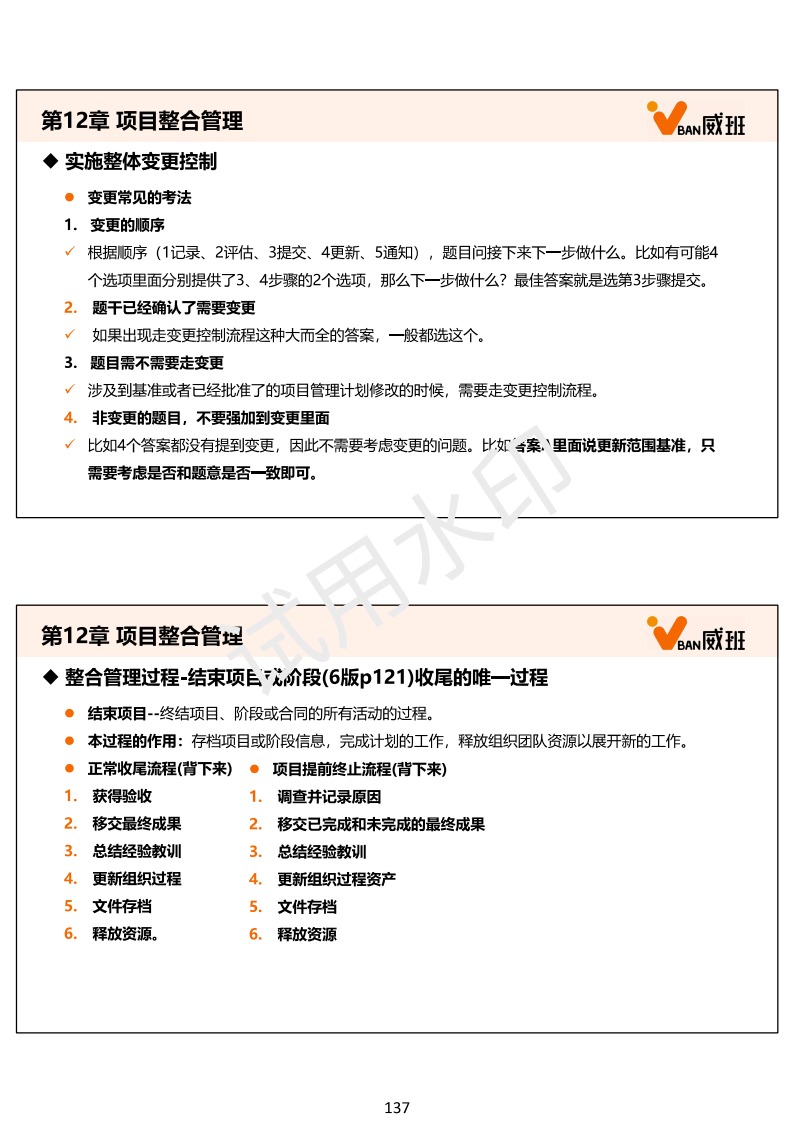 第12章 项目整合管理
VBAN威班
◆ 实施整体变更控制
● 变更常见的考法
1. 变更的顺序
✓ 根据顺序（1记录、2评估、3提交、4更新、5通知），题目问接下来下一步做什么。比如有可能4
个选项里面分别提供了3、4步骤的2个选项，那么下一步做什么？最佳答案就是选第3步骤提交。
2. 题干已经确认了需要变更
✓ 如果出现走变更控制流程这种大而全的答案，一般都选这个。
3. 题目需不需要走变更
✓ 涉及到基准或者已经批准了的项目管理计划修改的时候，需要走变更控制流程。
4. 非变更的题目，不要强加到变更里面
✓ 比如4个答案都没有提到变更，因此不需要考虑变更的问题。比如答案里面说更新范围基准，只
需要考虑是否和题意是否一致即可。
试用水印
第12章 项目整合管理
VBAN威班
◆ 整合管理过程-结束项目或阶段(6版p121)收尾的唯一过程
● 结束项目--终结项目、阶段或合同的所有活动的过程。
● 本过程的作用：存档项目或阶段信息，完成计划的工作，释放组织团队资源以展开新的工作。
● 正常收尾流程(背下来) ● 项目提前终止流程(背下来)
1. 获得验收 1. 调查并记录原因
2. 移交最终成果 2. 移交已完成和未完成的最终成果
3. 总结经验教训 3. 总结经验教训
4. 更新组织过程 4. 更新组织过程资产
5. 文件存档 5. 文件存档
6. 释放资源。 6. 释放资源
137